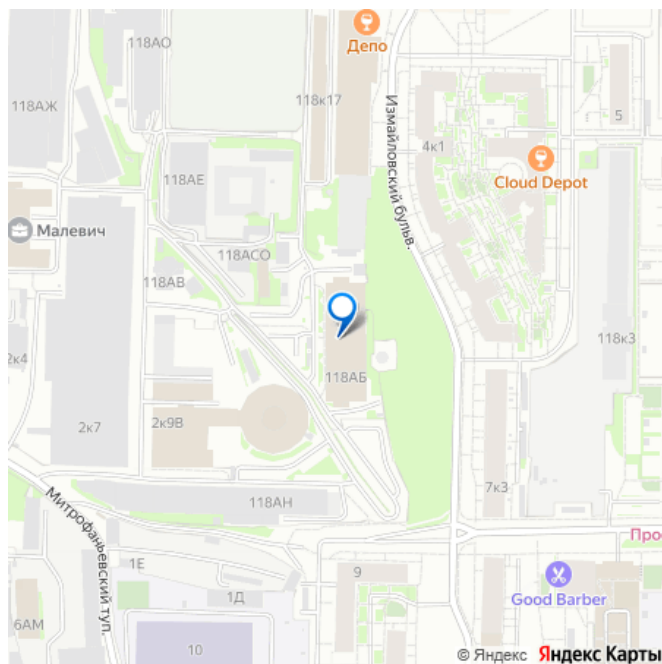 118АО
Депо
118АЖ
118к17
Измайловский бульв.
5
4к1
118АЕ
Cloud Depot
Малевич
118АСО
118АВ
118к3
2к4
118АБ
2к9В
2к7
7к3
118АН
Митрофаньевский туп.
Про
1Е
9
1Д
Good Barber
6АМ
10
© Яндекс Яндекс Карты